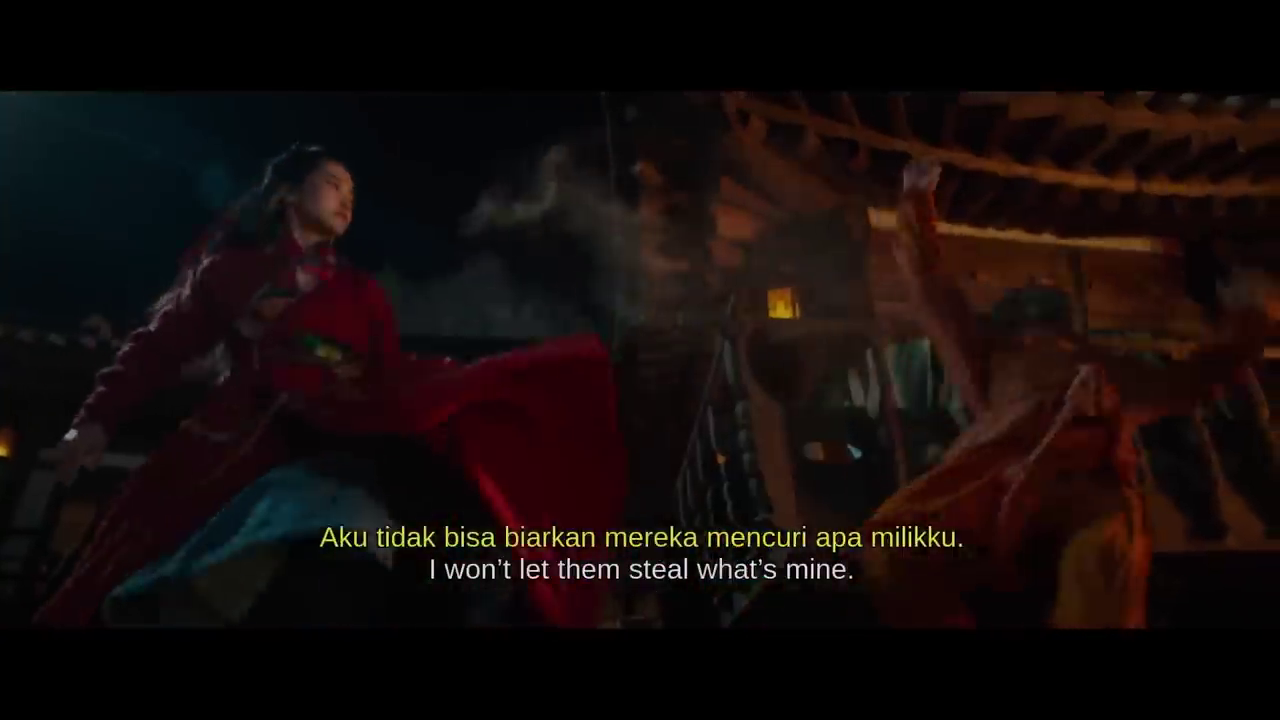 Aku tidak bisa biarkan mereka mencuri apa milikku.
I won’t let them steal what’s mine.